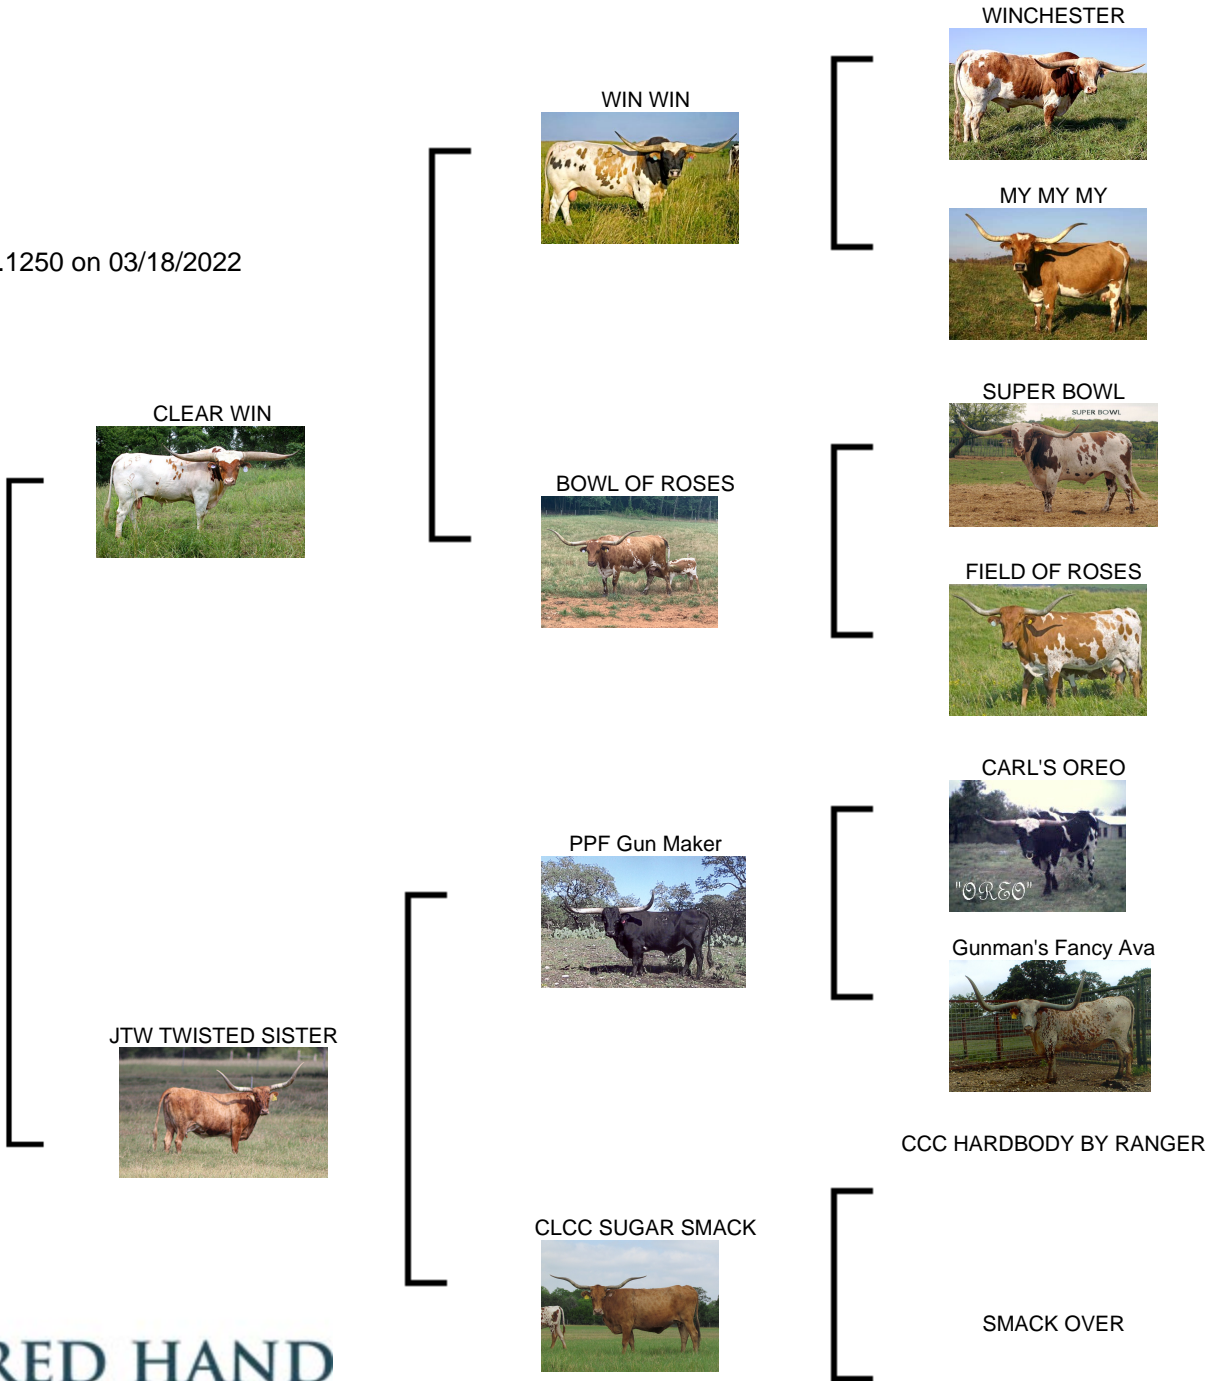 WINCHESTER
WIN WIN
MY MY MY
.1250 on 03/18/2022
SUPER BOWL
SUPER BOWL
CLEAR WIN
BOWL OF ROSES
FIELD OF ROSES
CARL'S OREO
PPF Gun Maker
"OREO"
Gunman's Fancy Ava
JTW TWISTED SISTER
CCC HARDBODY BY RANGER
CLCC SUGAR SMACK
SMACK OVER
RED HAND